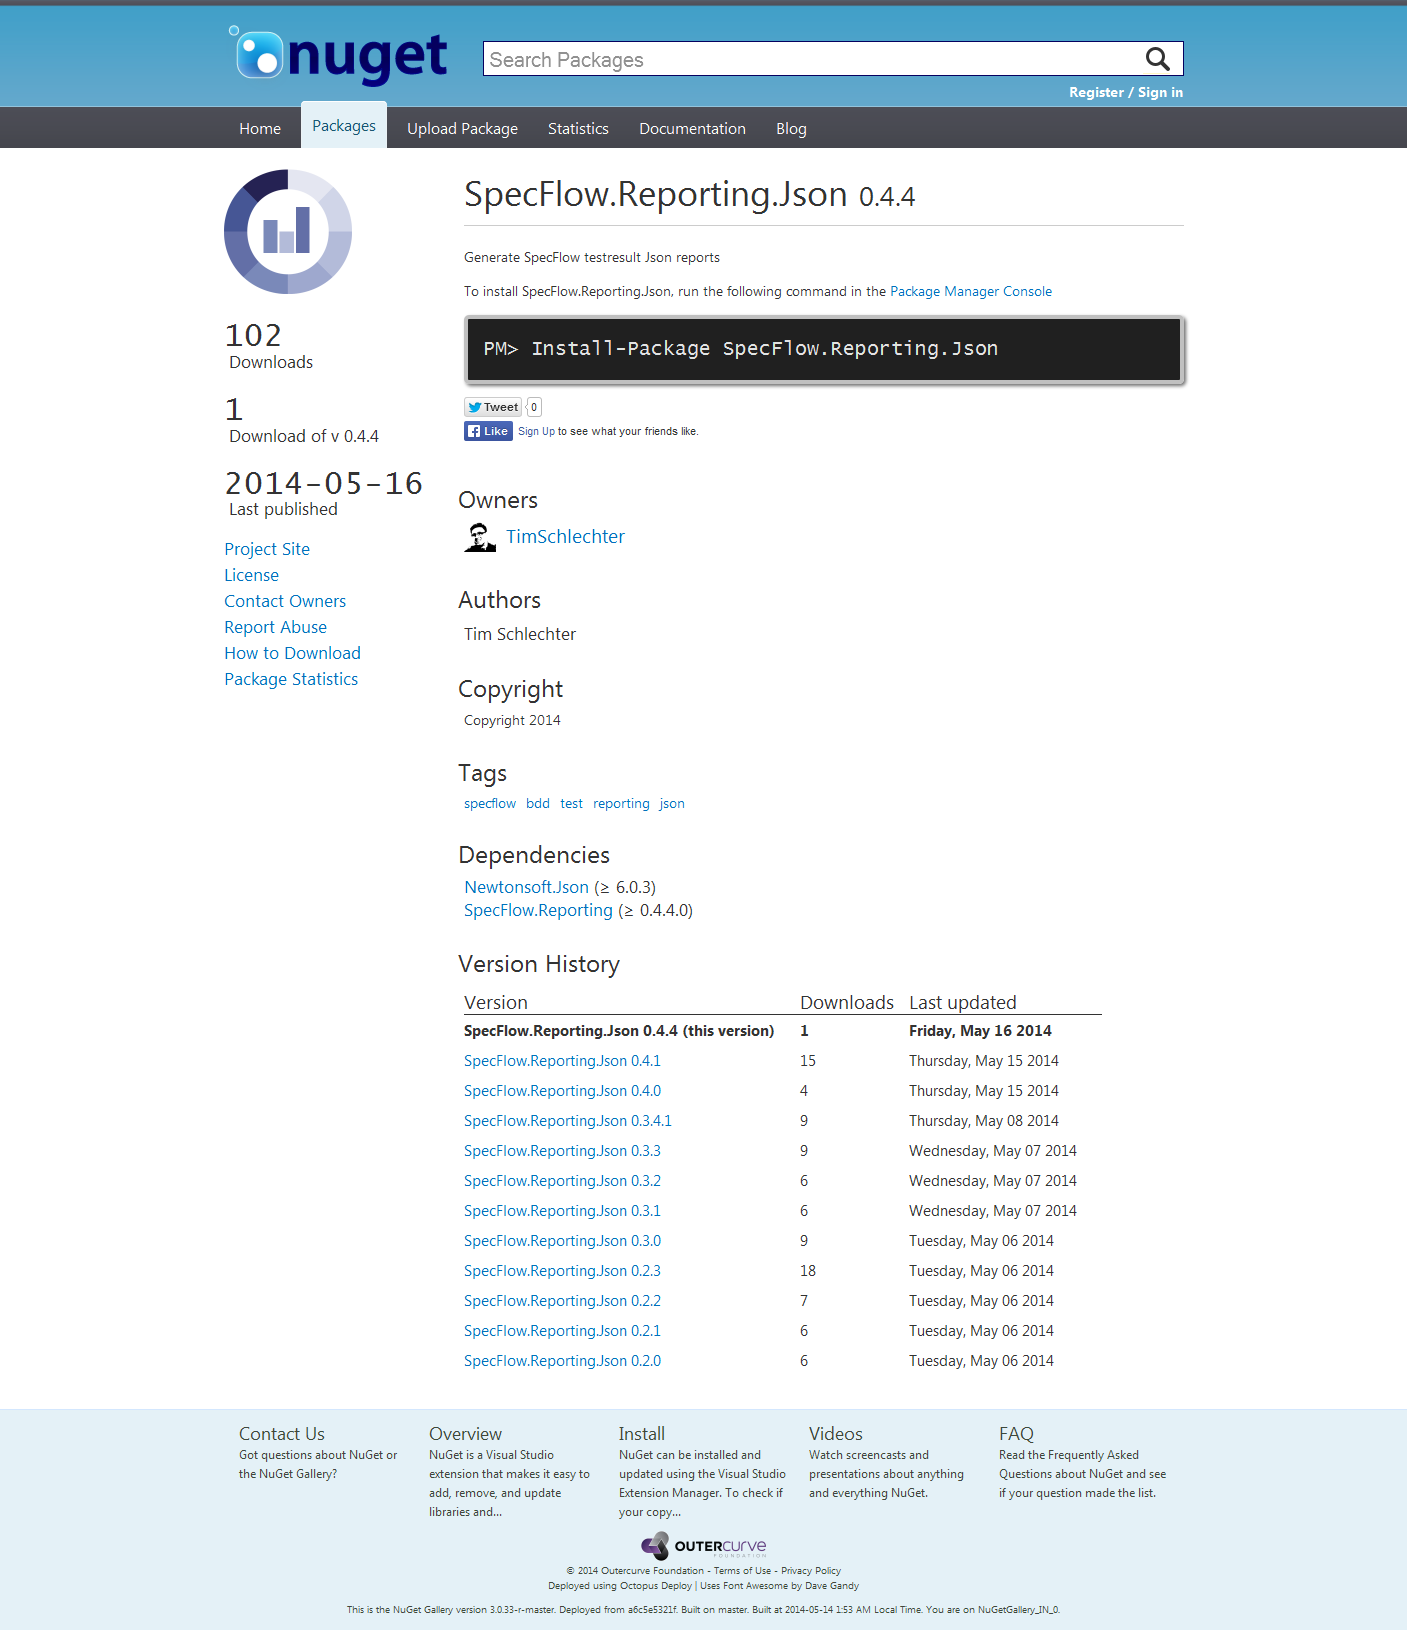 nuget
Search Packages
Register / Sign in
Home Packages Upload Package Statistics Documentation Blog
102
Downloads
1
Download of v 0.4.4
2014-05-16
Last published
Project Site
License
Contact Owners
Report Abuse
How to Download
Package Statistics
SpecFlow.Reporting.Json 0.4.4
Generate SpecFlow testresult Json reports
To install SpecFlow.Reporting.Json, run the following command in the Package Manager Console
PM> Install-Package SpecFlow.Reporting.Json
Tweet 0
Like Sign Up to see what your friends like.
Owners
TimSchlechter
Authors
Tim Schlechter
Copyright
Copyright 2014
Tags
specflow bdd test reporting json
Dependencies
Newtonsoft.Json (≥ 6.0.3)
SpecFlow.Reporting (≥ 0.4.4.0)
Version History
Version Downloads Last updated
SpecFlow.Reporting.Json 0.4.4 (this version) 1 Friday, May 16 2014
SpecFlow.Reporting.Json 0.4.1 15 Thursday, May 15 2014
SpecFlow.Reporting.Json 0.4.0 4 Thursday, May 15 2014
SpecFlow.Reporting.Json 0.3.4.1 9 Thursday, May 08 2014
SpecFlow.Reporting.Json 0.3.3 9 Wednesday, May 07 2014
SpecFlow.Reporting.Json 0.3.2 6 Wednesday, May 07 2014
SpecFlow.Reporting.Json 0.3.1 6 Wednesday, May 07 2014
SpecFlow.Reporting.Json 0.3.0 9 Tuesday, May 06 2014
SpecFlow.Reporting.Json 0.2.3 18 Tuesday, May 06 2014
SpecFlow.Reporting.Json 0.2.2 7 Tuesday, May 06 2014
SpecFlow.Reporting.Json 0.2.1 6 Tuesday, May 06 2014
SpecFlow.Reporting.Json 0.2.0 6 Tuesday, May 06 2014
Contact Us
Got questions about NuGet or
the NuGet Gallery?
Overview
NuGet is a Visual Studio
extension that makes it easy to
add, remove, and update
libraries and...
Install
NuGet can be installed and
updated using the Visual Studio
Extension Manager. To check if
your copy...
Videos
Watch screencasts and
presentations about anything
and everything NuGet.
FAQ
Read the Frequently Asked
Questions about NuGet and see
if your question made the list.
OUTERCURVE
FOUNDATION
© 2014 Outercurve Foundation - Terms of Use - Privacy Policy
Deployed using Octopus Deploy | Uses Font Awesome by Dave Gandy
This is the NuGet Gallery version 3.0.33-r-master. Deployed from a6c5e5321f. Built on master. Built at 2014-05-14 1:53 AM Local Time. You are on NuGetGallery_IN_0.